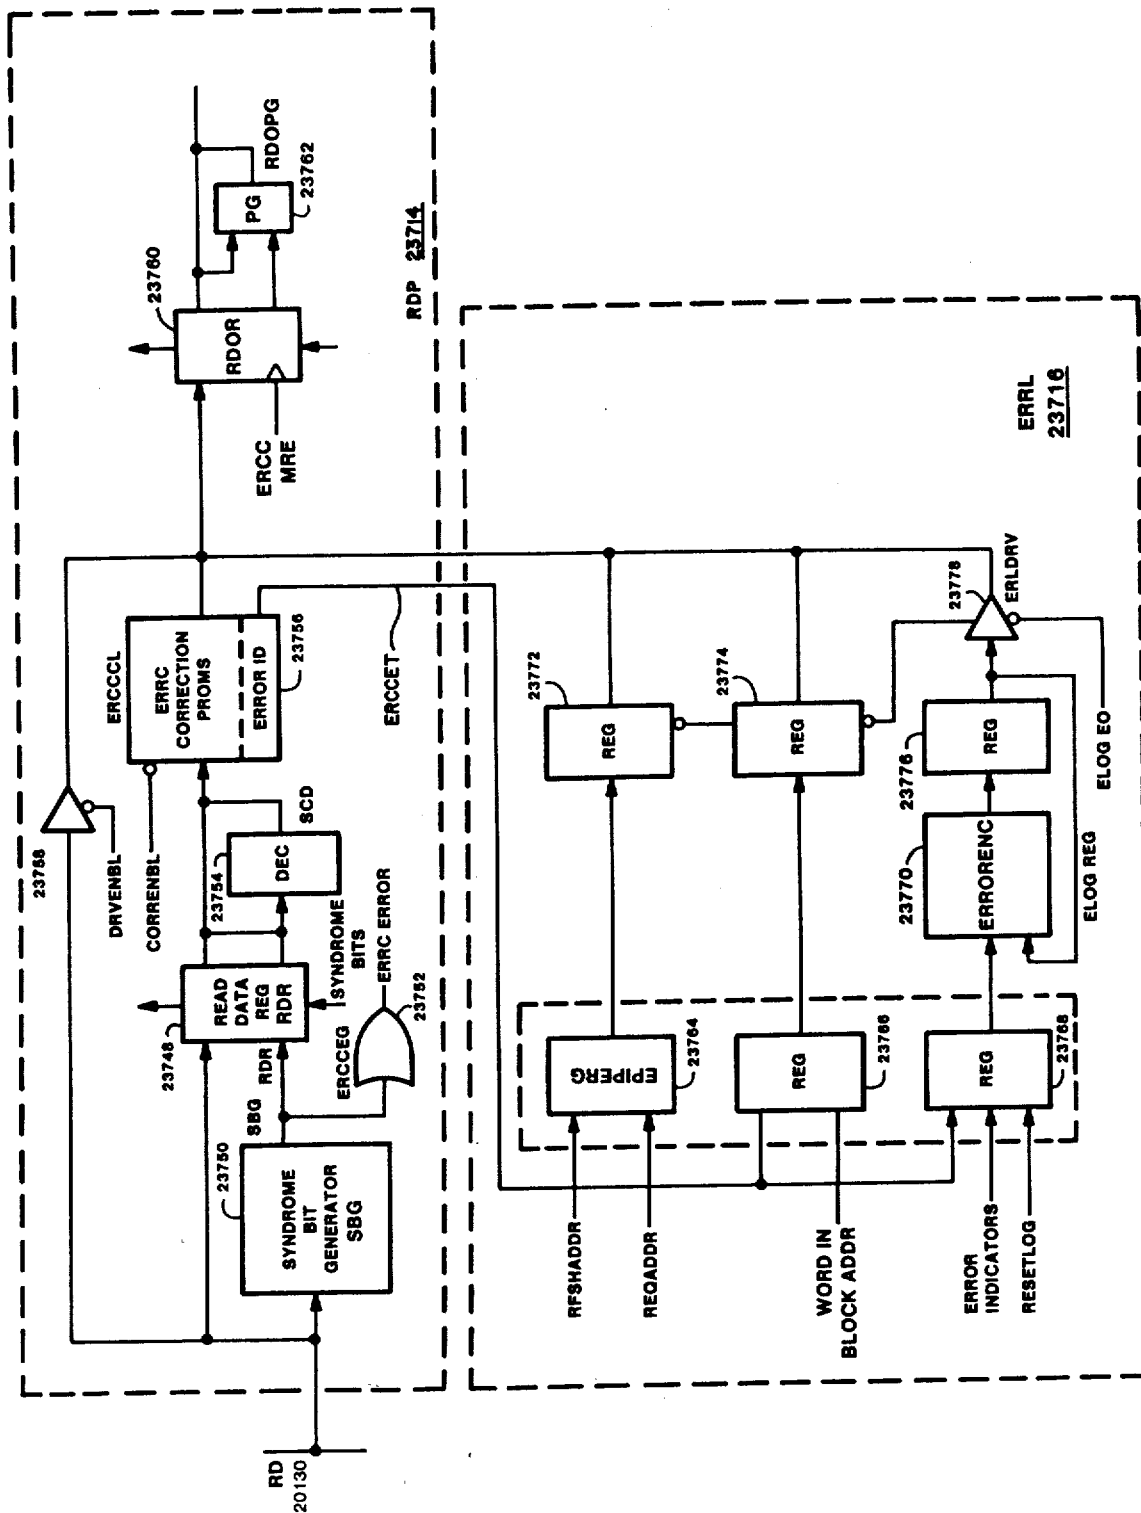 RD
20130
23758
DRVENBL
CORRENBL
23750
SYNDROME
BIT
GENERATOR
SBG
SBG
23748
READ
DATA
REG
RDR
RDR
ERCCEG
SYNDROME
BITS
ERRC ERROR
23752
23754
DEC
SCD
ERCCCL
ERRC
CORRECTION
PROMS
ERROR ID
23756
ERCCET
23760
RDOR
ERCC
MRE
PG
RDOPG
23762
RDP 23714
RFSHADDR
REQADDR
WORD IN
BLOCK ADDR
ERROR
INDICATORS
RESETLOG
EPIPERG
23764
REG
23766
REG
23768
23772
REG
23774
REG
23770
ERRORENC
23776
REG
23778
ERLDRV
ELOG REG
ELOG EO
ERRL
23716